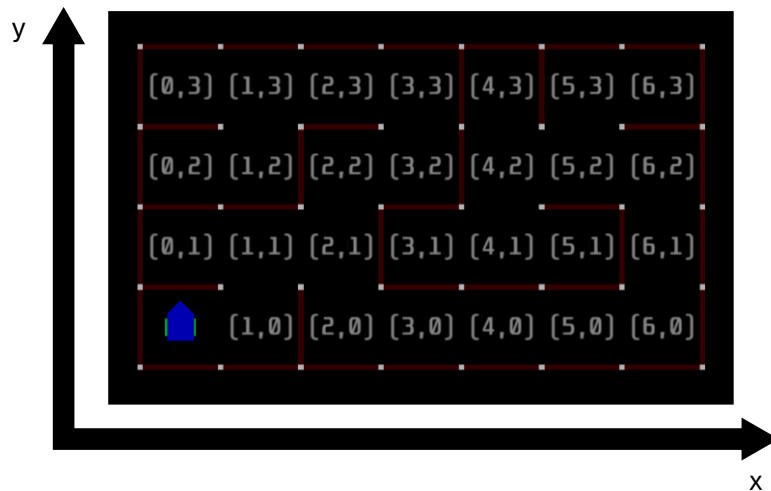 y
[0,3] [1,3] [2,3] [3,3] [4,3] [5,3] [6,3]
[0,2] [1,2] [2,2] [3,2] [4,2] [5,2] [6,2]
[0,1] [1,1] [2,1] [3,1] [4,1] [5,1] [6,1]
[1,0] [2,0] [3,0] [4,0] [5,0] [6,0]
x